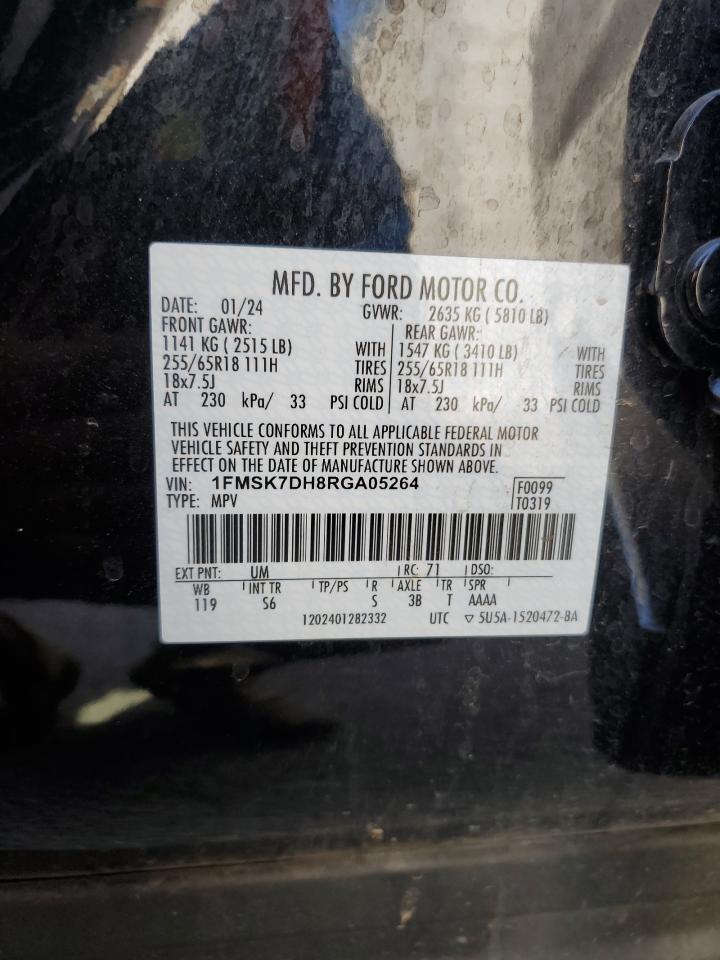 MFD. BY FORD MOTOR CO.
DATE: 01/24 GVWR: 2635 KG ( 5810 LB)
FRONT GAWR: REAR GAWR:
1141 KG ( 2515 LB) WITH 1547 KG ( 3410 LB) WITH
255/65R18 111H TIRES 255/65R18 111H TIRES
18x7.5J RIMS 18x7.5J RIMS
AT 230 kPa/ 33 PSI COLD AT 230 kPa/ 33 PSI COLD
THIS VEHICLE CONFORMS TO ALL APPLICABLE FEDERAL MOTOR
VEHICLE SAFETY AND THEFT PREVENTION STANDARDS IN
EFFECT ON THE DATE OF MANUFACTURE SHOWN ABOVE.
VIN: 1FMSK7DH8RGA05264 F0099
TYPE: MPV T0319
EXT PNT: UM RC: 71 DSO:
WB INT TR TP/PS R AXLE TR SPR
119 S6 S 3B T AAAA
1202401282332 UTC ▽ 5U5A-1520472-BA